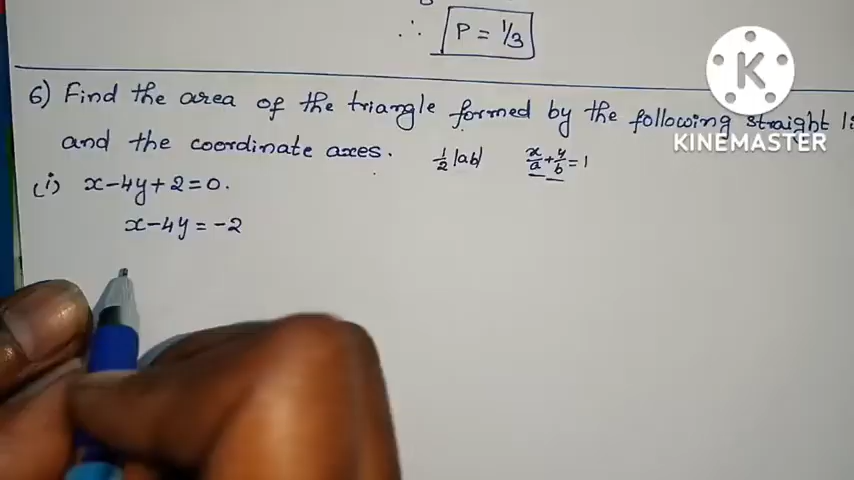 ∴ P = 1/3
K
KINEMASTER
6) Find the area of the triangle formed by the following straight
and the coordinate axes. 1/2 |ab| x/a + y/b = 1
(i) x-4y+2=0.
x-4y = -2